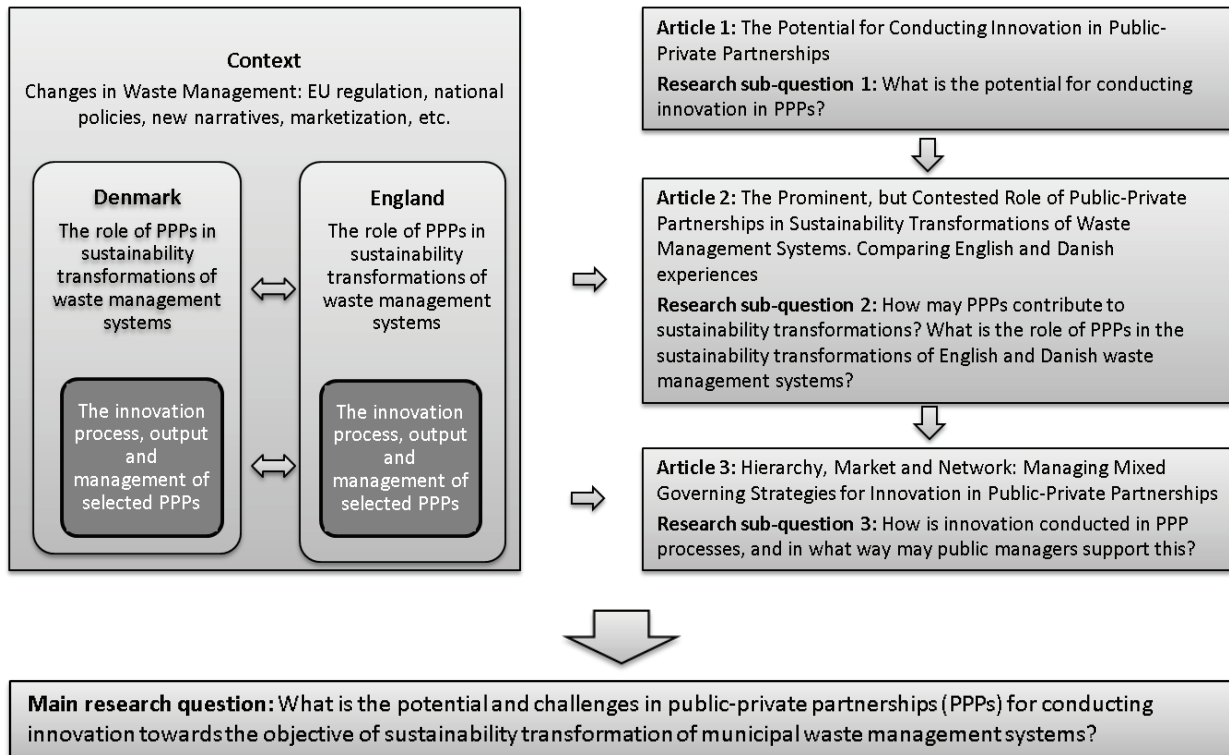 Context
Changes in Waste Management: EU regulation, national
policies, new narratives, marketization, etc.
Denmark
The role of PPPs in
sustainability
transformations of
waste management
systems
The innovation
process, output
and
management of
selected PPPs
England
The role of PPPs in
sustainability
transformations of
waste management
systems
The innovation
process, output
and
management of
selected PPPs
Article 1: The Potential for Conducting Innovation in Public-
Private Partnerships
Research sub-question 1: What is the potential for conducting
innovation in PPPs?
Article 2: The Prominent, but Contested Role of Public-Private
Partnerships in Sustainability Transformations of Waste
Management Systems. Comparing English and Danish
experiences
Research sub-question 2: How may PPPs contribute to
sustainability transformations? What is the role of PPPs in the
sustainability transformations of English and Danish waste
management systems?
Article 3: Hierarchy, Market and Network: Managing Mixed
Governing Strategies for Innovation in Public-Private Partnerships
Research sub-question 3: How is innovation conducted in PPP
processes, and in what way may public managers support this?
Main research question: What is the potential and challenges in public-private partnerships (PPPs) for conducting
innovation towards the objective of sustainability transformation of municipal waste management systems?